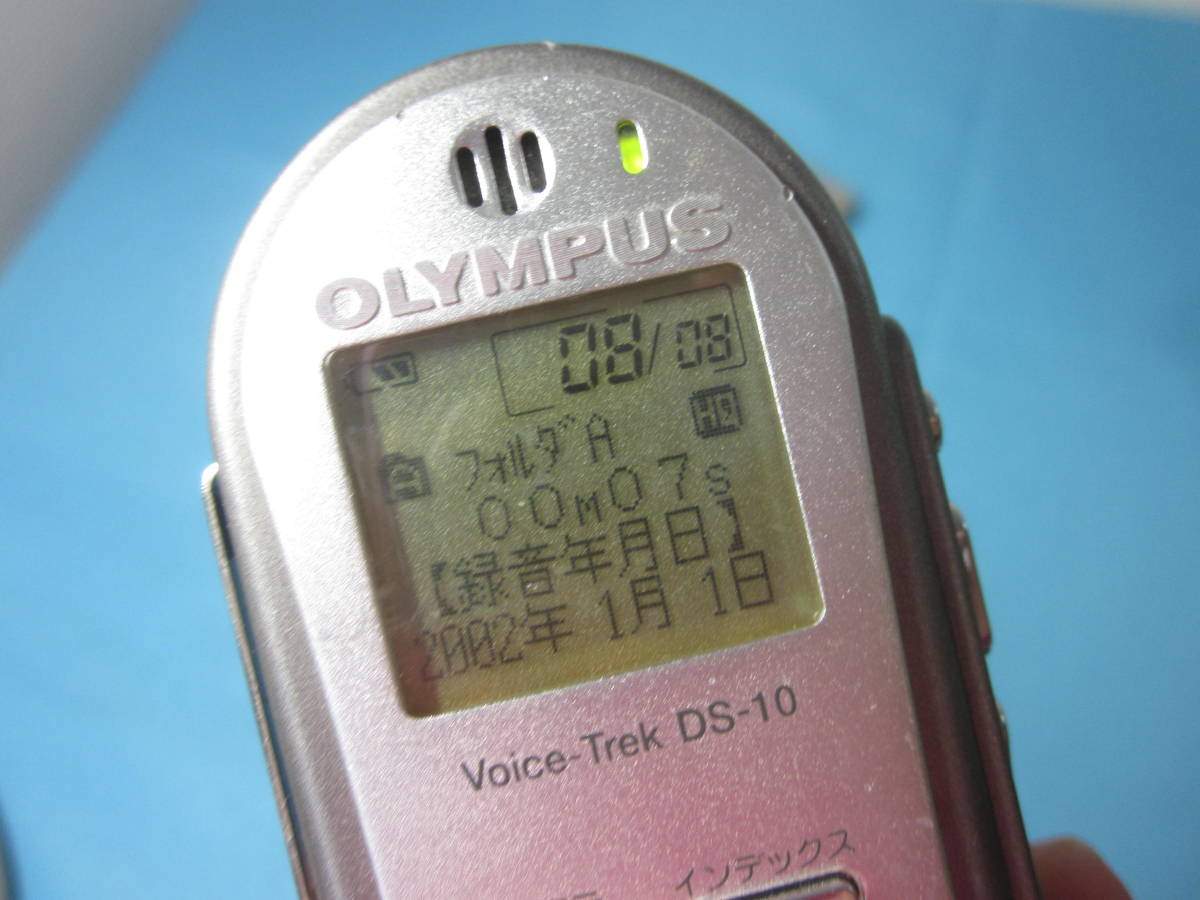 OLYMPUS
08/08
HQ
フォルダA
00m07s
【録音年月日】
2002年 1月 1日
Voice-Trek DS-10
インデックス